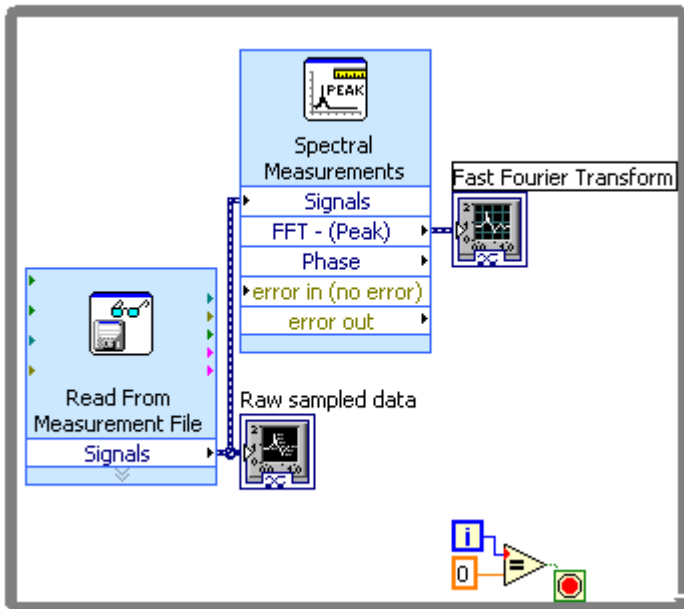 PEAK
Spectral
Measurements
Signals
FFT - (Peak)
Phase
error in (no error)
error out
Fast Fourier Transform
Read From
Measurement File
Signals
Raw sampled data
i
0
=